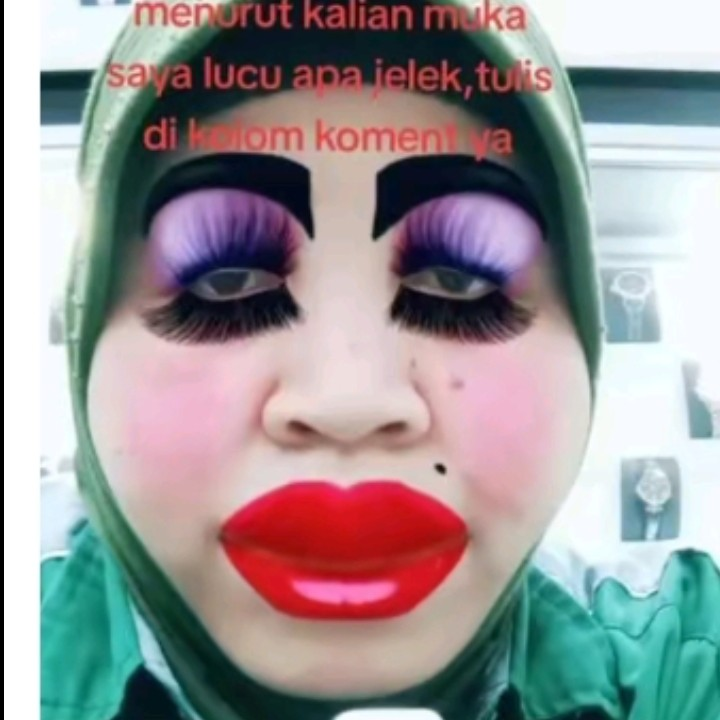 menurut kalian muka
saya lucu apa jelek,tulis
di kolom koment ya